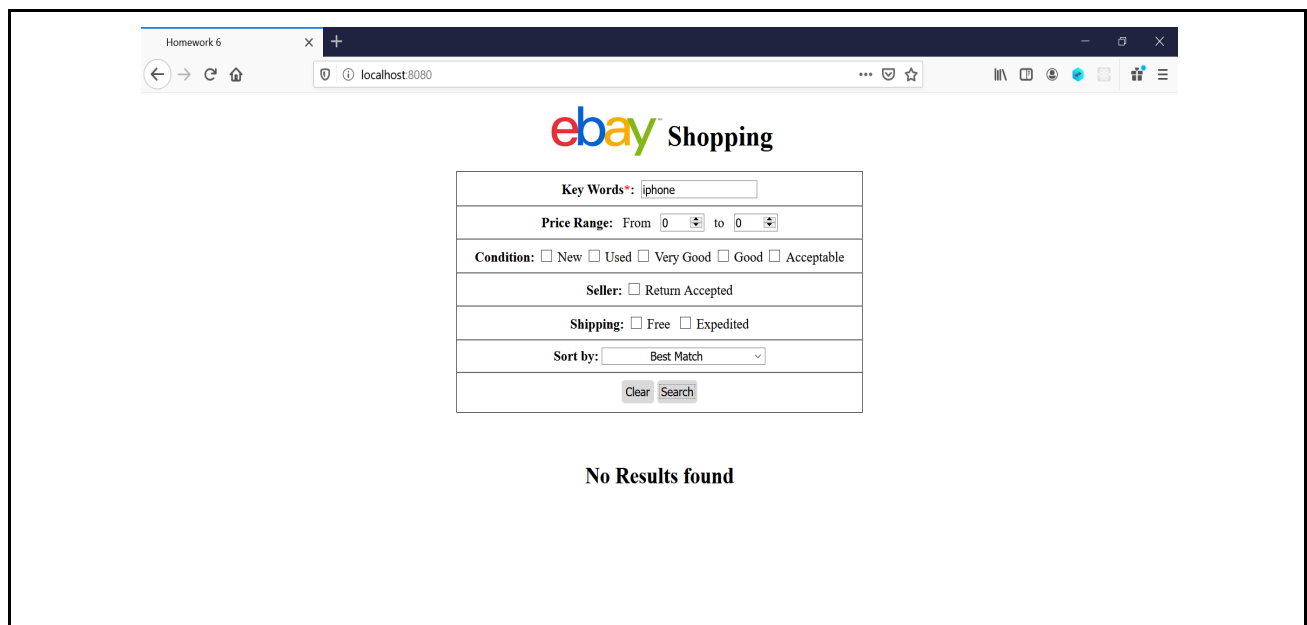 Homework 6
localhost:8080
ebay™ Shopping
Key Words*: iphone
Price Range: From 0 to 0
Condition: New Used Very Good Good Acceptable
Seller: Return Accepted
Shipping: Free Expedited
Sort by: Best Match
Clear Search
No Results found